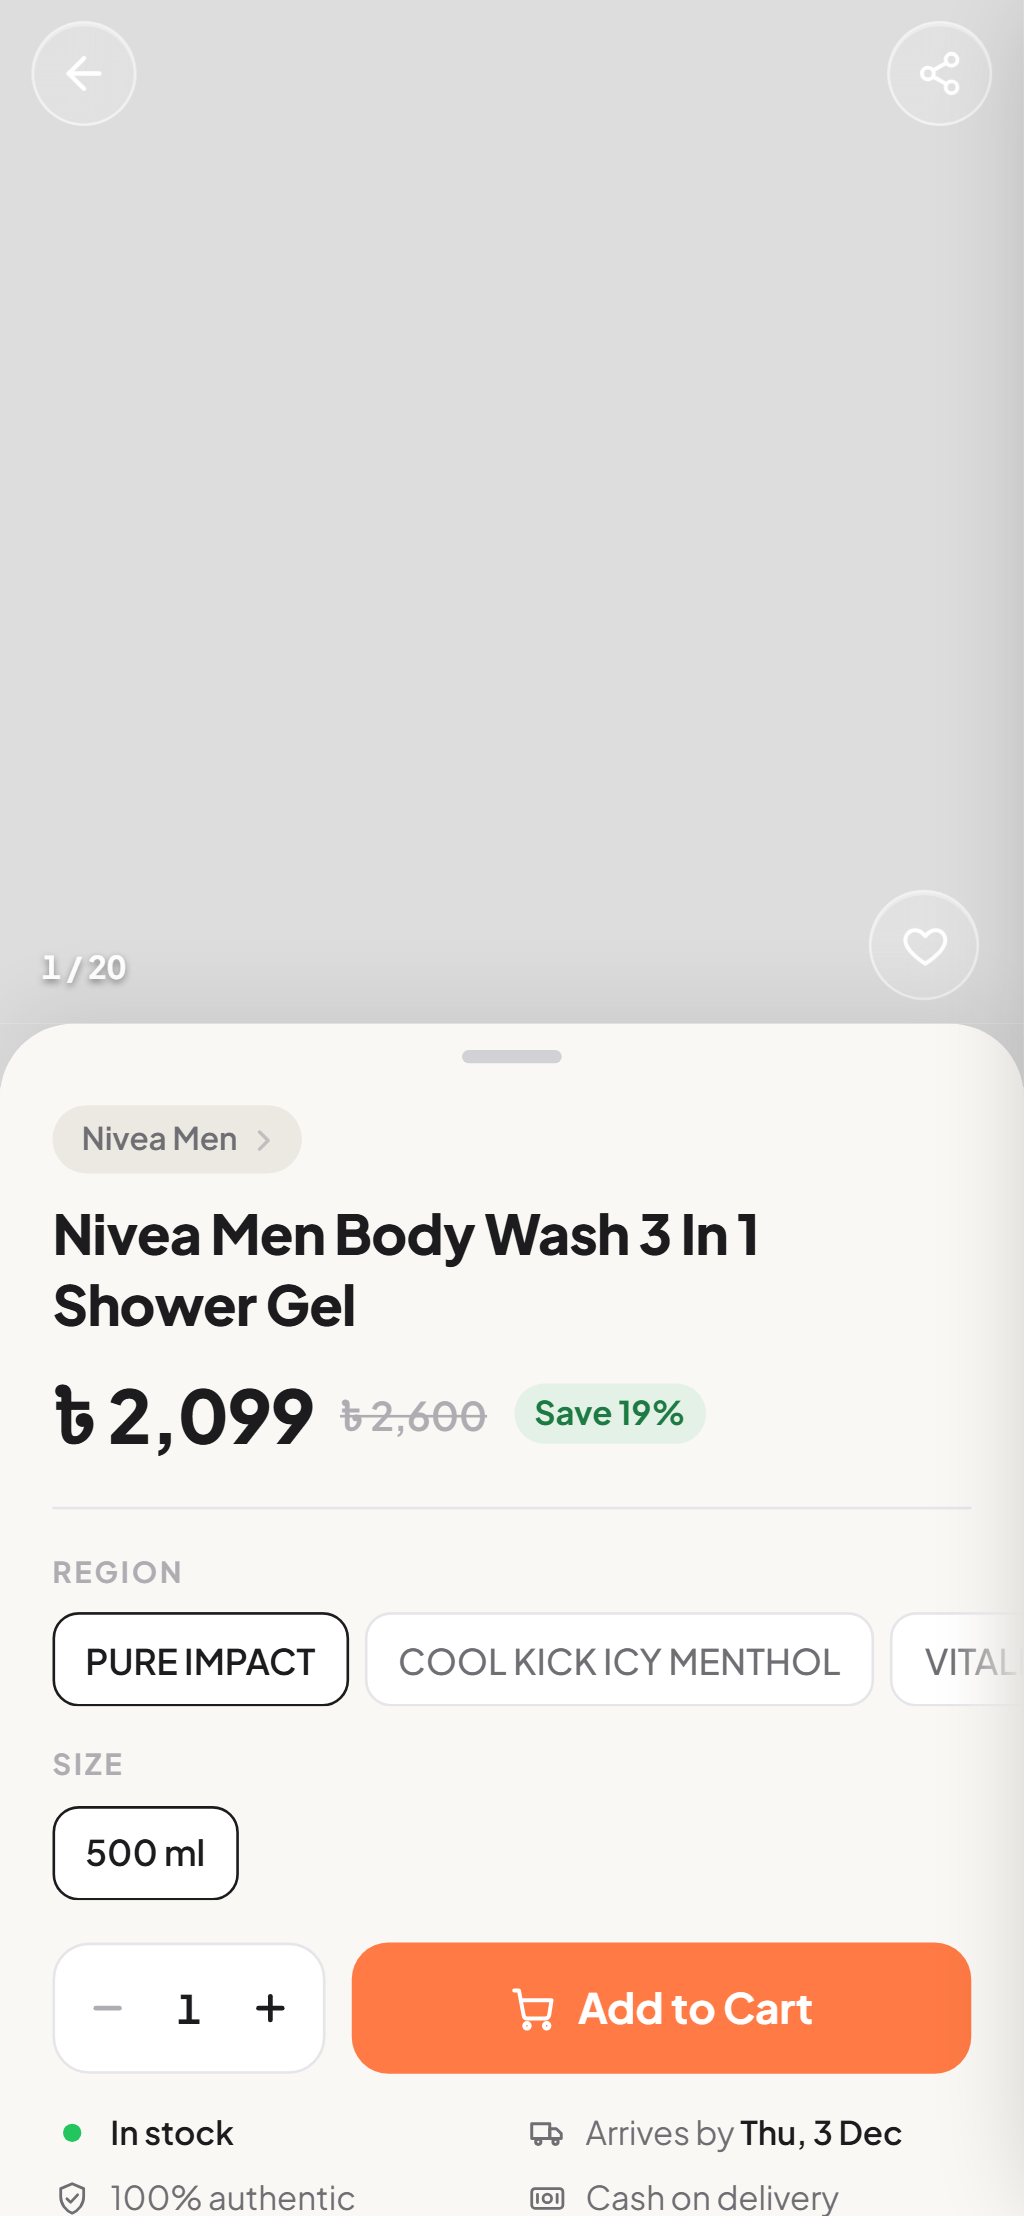 1 / 20
Nivea Men
Nivea Men Body Wash 3 In 1
Shower Gel
৳ 2,099 ৳ 2,600 Save 19%
REGION
PURE IMPACT COOL KICK ICY MENTHOL VITAL
SIZE
500 ml
1 Add to Cart
In stock Arrives by Thu, 3 Dec
100% authentic Cash on delivery